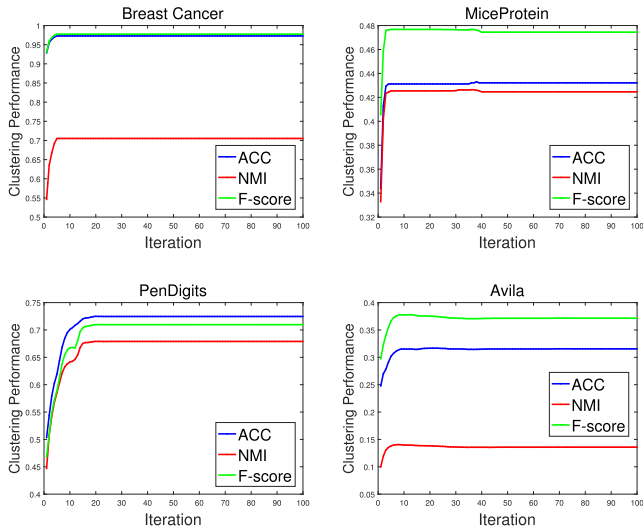 Breast Cancer
Clustering Performance
1
0.95
0.9
0.85
0.8
0.75
0.7
0.65
0.6
0.55
0.5
0 10 20 30 40 50 60 70 80 90 100
Iteration
ACC
NMI
F-score
MiceProtein
Clustering Performance
0.48
0.46
0.44
0.42
0.4
0.38
0.36
0.34
0.32
0 10 20 30 40 50 60 70 80 90 100
Iteration
ACC
NMI
F-score
PenDigits
Clustering Performance
0.75
0.7
0.65
0.6
0.55
0.5
0.45
0.4
0 10 20 30 40 50 60 70 80 90 100
Iteration
ACC
NMI
F-score
Avila
Clustering Performance
0.4
0.35
0.3
0.25
0.2
0.15
0.1
0.05
0 10 20 30 40 50 60 70 80 90 100
Iteration
ACC
NMI
F-score